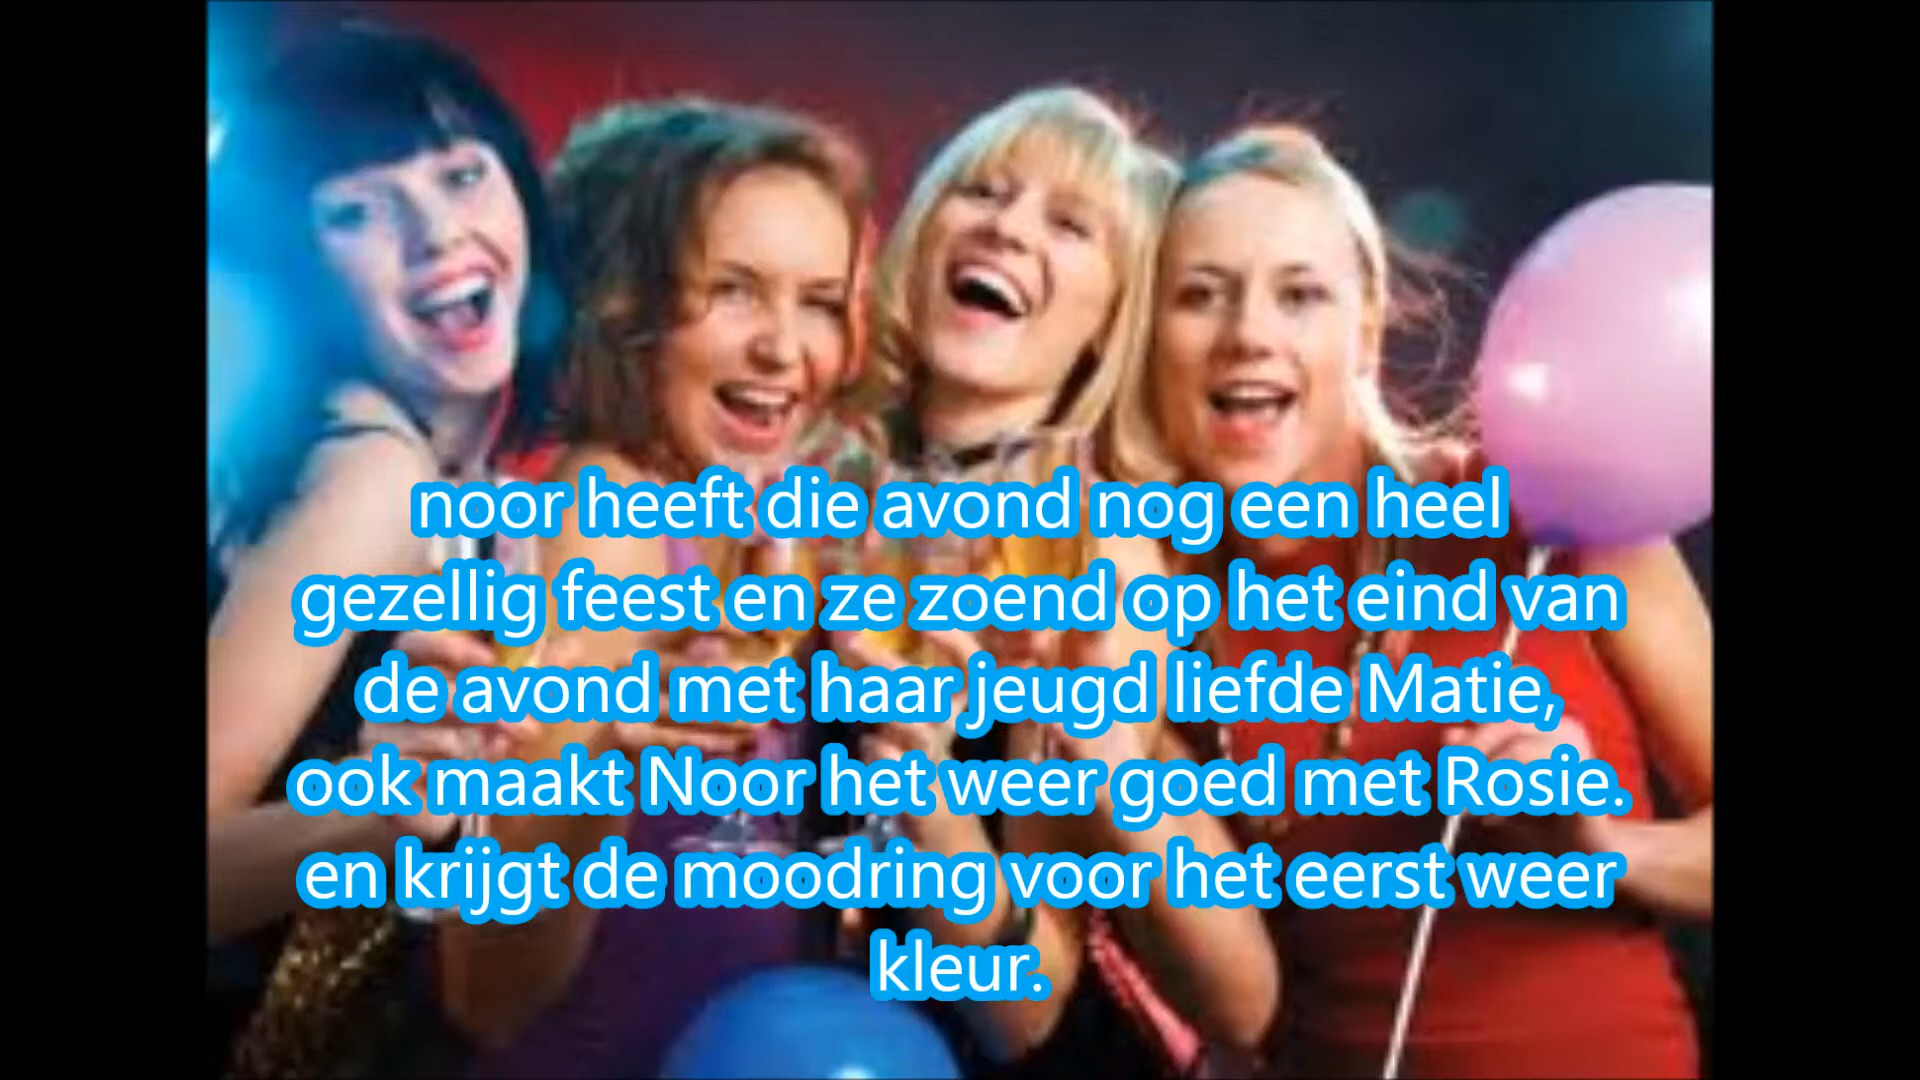 noor heeft die avond nog een heel
gezellig feest en ze zoend op het eind van
de avond met haar jeugd liefde Matie,
ook maakt Noor het weer goed met Rosie.
en krijgt de moodring voor het eerst weer
kleur.